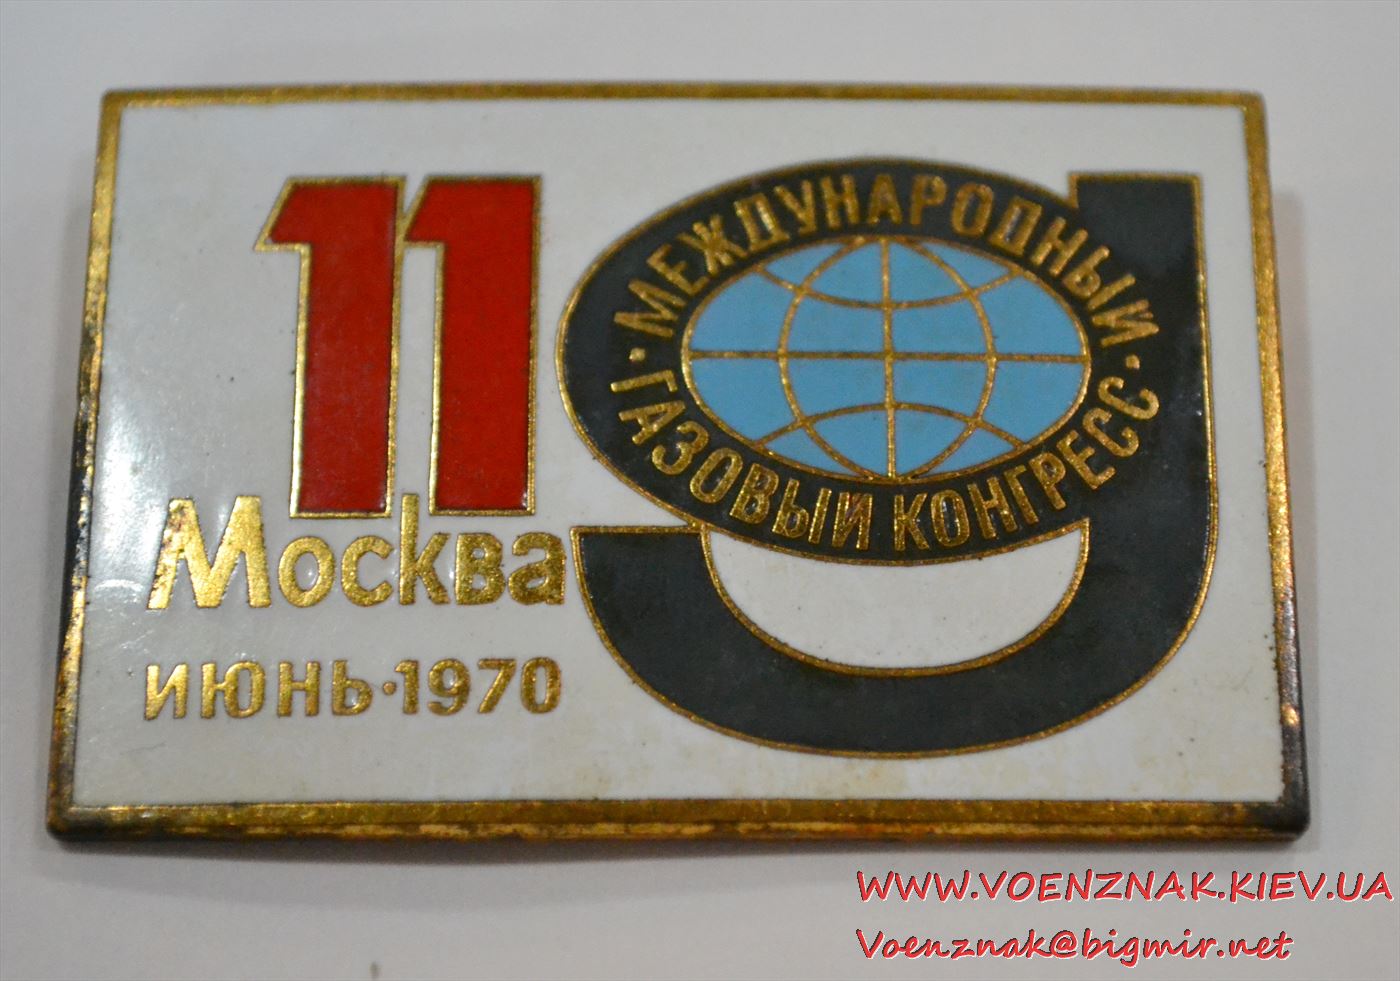 11
Москва
июнь·1970
· МЕЖДУНАРОДНЫЙ ·
ГАЗОВЫЙ КОНГРЕСС
WWW.VOENZNAK.KIEV.UA
Voenznak@bigmir.net